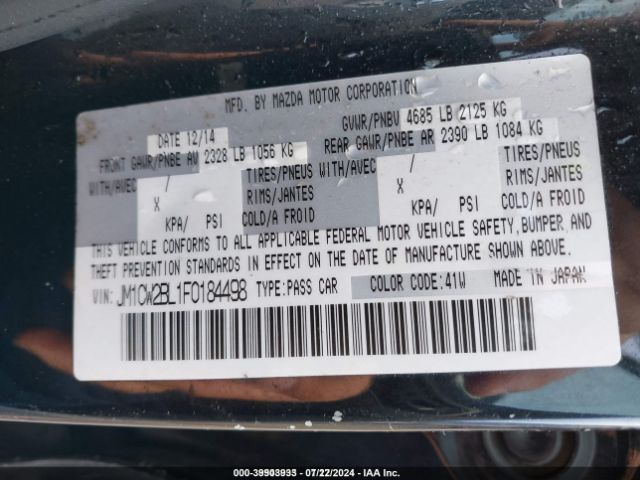 MFD. BY MAZDA MOTOR CORPORATION
DATE 12/14 GVWR/PNBV 4685 LB 2125 KG
FRONT GAWR/PNBE AV 2328 LB 1056 KG REAR GAWR/PNBE AR 2390 LB 1084 KG
WITH/AVEC / TIRES/PNEUS WITH/AVEC / TIRES/PNEUS
X RIMS/JANTES X RIMS/JANTES
KPA/ PSI COLD/A FROID KPA/ PSI COLD/A FROID
THIS VEHICLE CONFORMS TO ALL APPLICABLE FEDERAL MOTOR VEHICLE SAFETY, BUMPER, AND
THEFT PREVENTION STANDARDS IN EFFECT ON THE DATE OF MANUFACTURE SHOWN ABOVE.
VIN: JM1CW2BL1F0184498 TYPE:PASS CAR COLOR CODE:41W MADE IN JAPAN
000-39903993 - 07/22/2024 - IAA Inc.